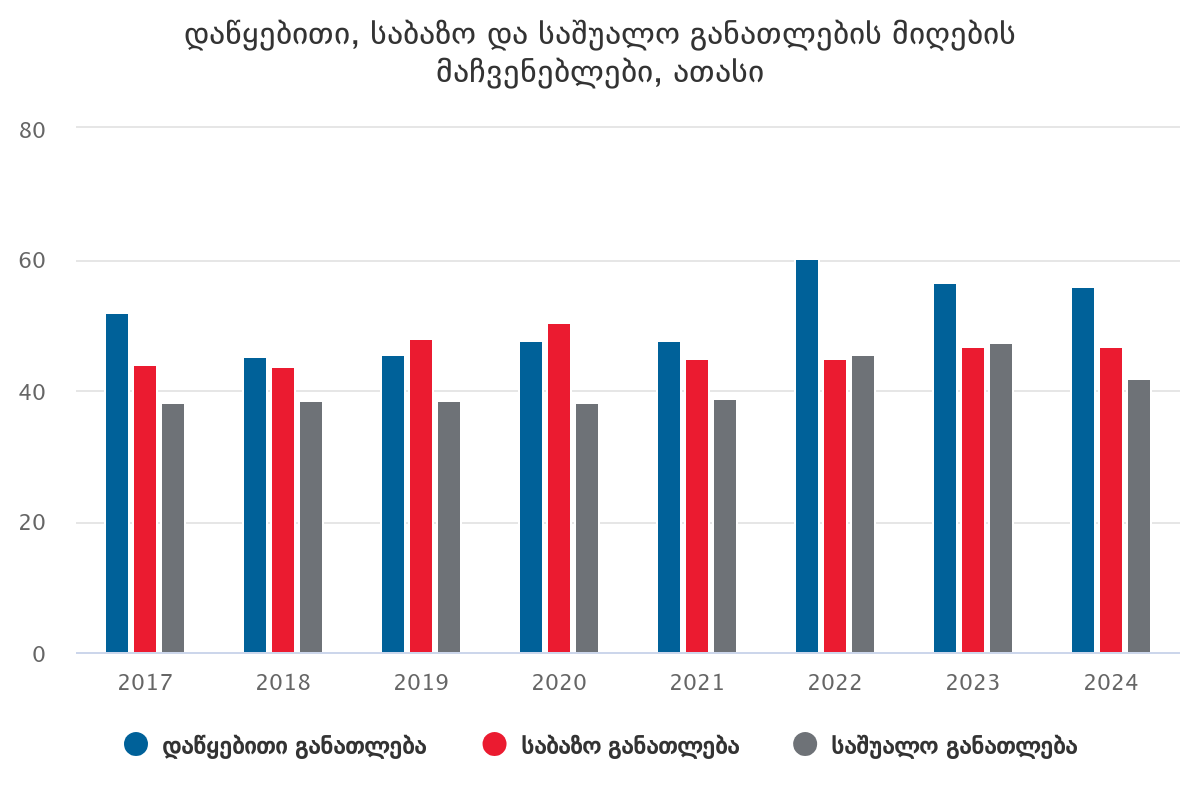 დაწყებითი, საბაზო და საშუალო განათლების მიღების
მაჩვენებლები, ათასი
80
60
40
20
0
2017 2018 2019 2020 2021 2022 2023 2024
დაწყებითი განათლება საბაზო განათლება საშუალო განათლება